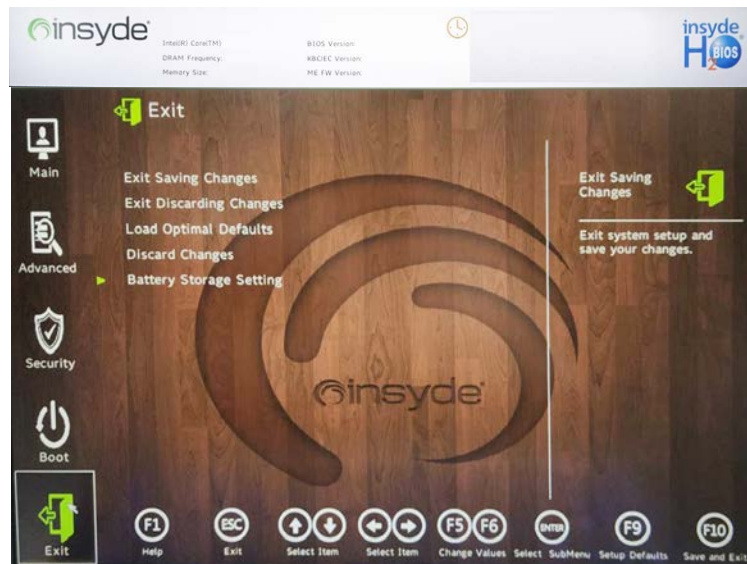 insyde
Intel(R) Core(TM)
DRAM Frequency:
Memory Size:
BIOS Version:
KBC/EC Version:
ME FW Version:
insyde
H2O BIOS
Exit
Main
Advanced
Security
Boot
Exit
Exit Saving Changes
Exit Discarding Changes
Load Optimal Defaults
Discard Changes
Battery Storage Setting
Exit Saving
Changes
Exit system setup and
save your changes.
insyde
F1
Help
ESC
Exit
Select Item
Select Item
F5 F6
Change Values
ENTER
Select SubMenu
F9
Setup Defaults
F10
Save and Exit